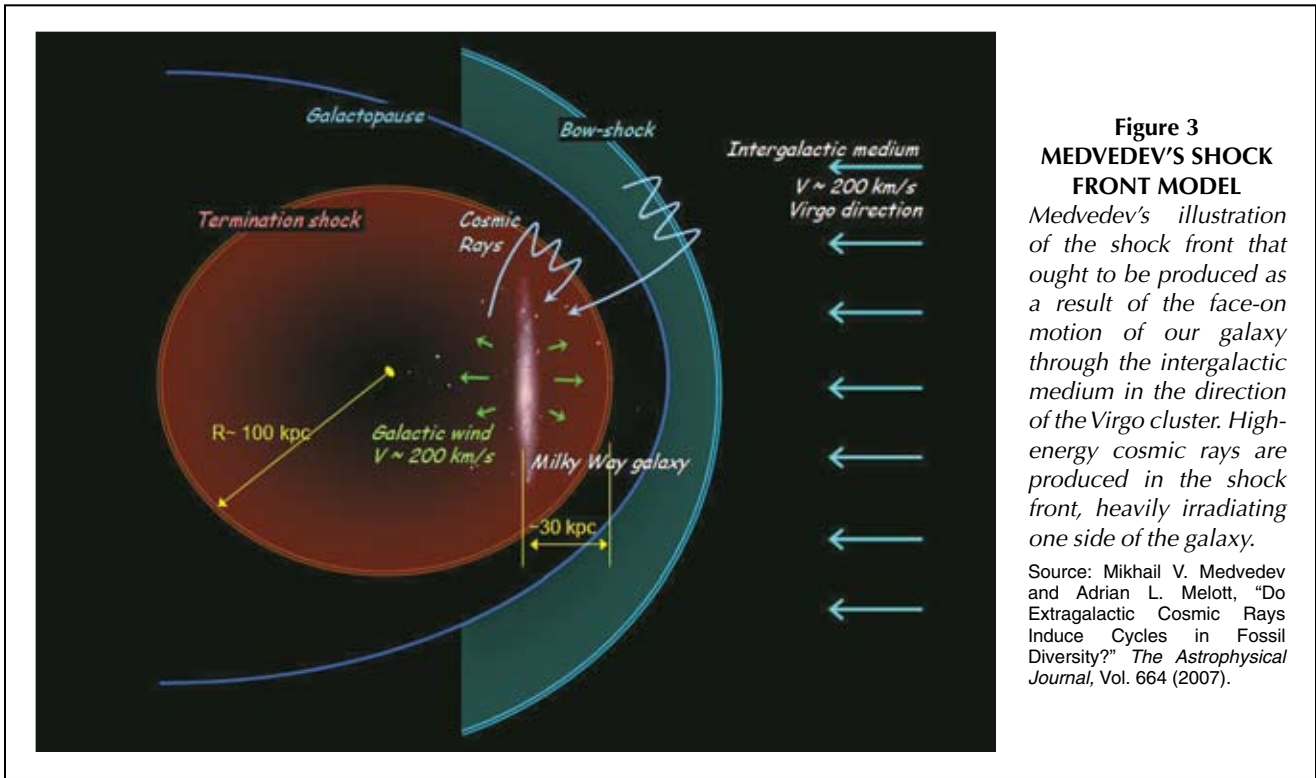 Galactopause
Bow-shock
Intergalactic medium
V ~ 200 km/s
Virgo direction
Termination shock
Cosmic
Rays
R~ 100 kpc
Galactic wind
V ~ 200 km/s
Milky Way galaxy
~30 kpc
Figure 3
MEDVEDEV'S SHOCK
FRONT MODEL
Medvedev's illustration
of the shock front that
ought to be produced as
a result of the face-on
motion of our galaxy
through the intergalactic
medium in the direction
of the Virgo cluster. High-
energy cosmic rays are
produced in the shock
front, heavily irradiating
one side of the galaxy.
Source: Mikhail V. Medvedev
and Adrian L. Melott, “Do
Extragalactic Cosmic Rays
Induce Cycles in Fossil
Diversity?” The Astrophysical
Journal, Vol. 664 (2007).